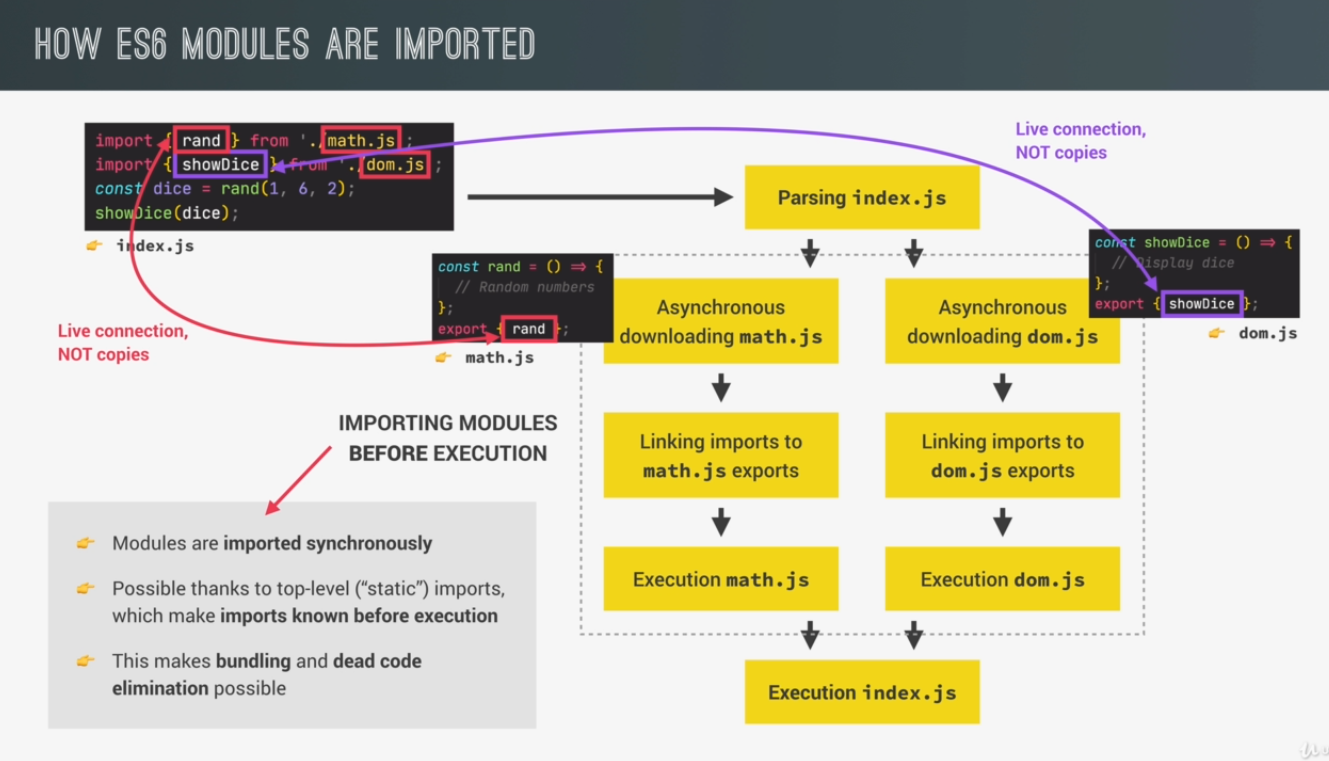 HOW ES6 MODULES ARE IMPORTED
import { rand } from './math.js';
import { showDice } from './dom.js';
const dice = rand(1, 6, 2);
showDice(dice);
👉 index.js
Live connection,
NOT copies
Parsing index.js
const showDice = () => {
// Display dice
};
export { showDice };
👉 dom.js
const rand = () => {
// Random numbers
};
export { rand };
👉 math.js
Live connection,
NOT copies
Asynchronous
downloading math.js
Asynchronous
downloading dom.js
IMPORTING MODULES
BEFORE EXECUTION
Linking imports to
math.js exports
Linking imports to
dom.js exports
👉 Modules are imported synchronously
👉 Possible thanks to top-level (“static”) imports,
which make imports known before execution
👉 This makes bundling and dead code
elimination possible
Execution math.js
Execution dom.js
Execution index.js